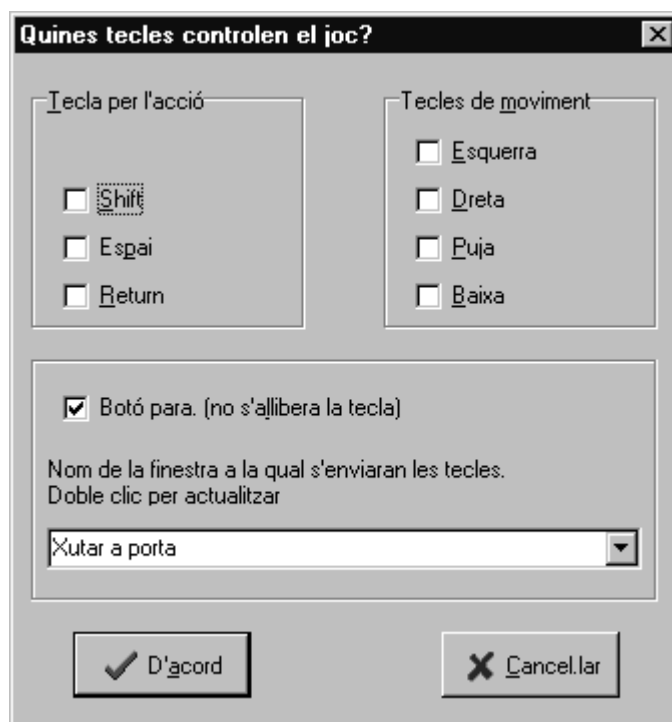 Quines tecles controlen el joc?
Tecla per l'acció
Shift
Espai
Return
Tecles de moviment
Esquerra
Dreta
Puja
Baixa
Botó para. (no s'allibera la tecla)
Nom de la finestra a la qual s'enviaran les tecles.
Doble clic per actualitzar
Xutar a porta
D'acord
Cancel.lar